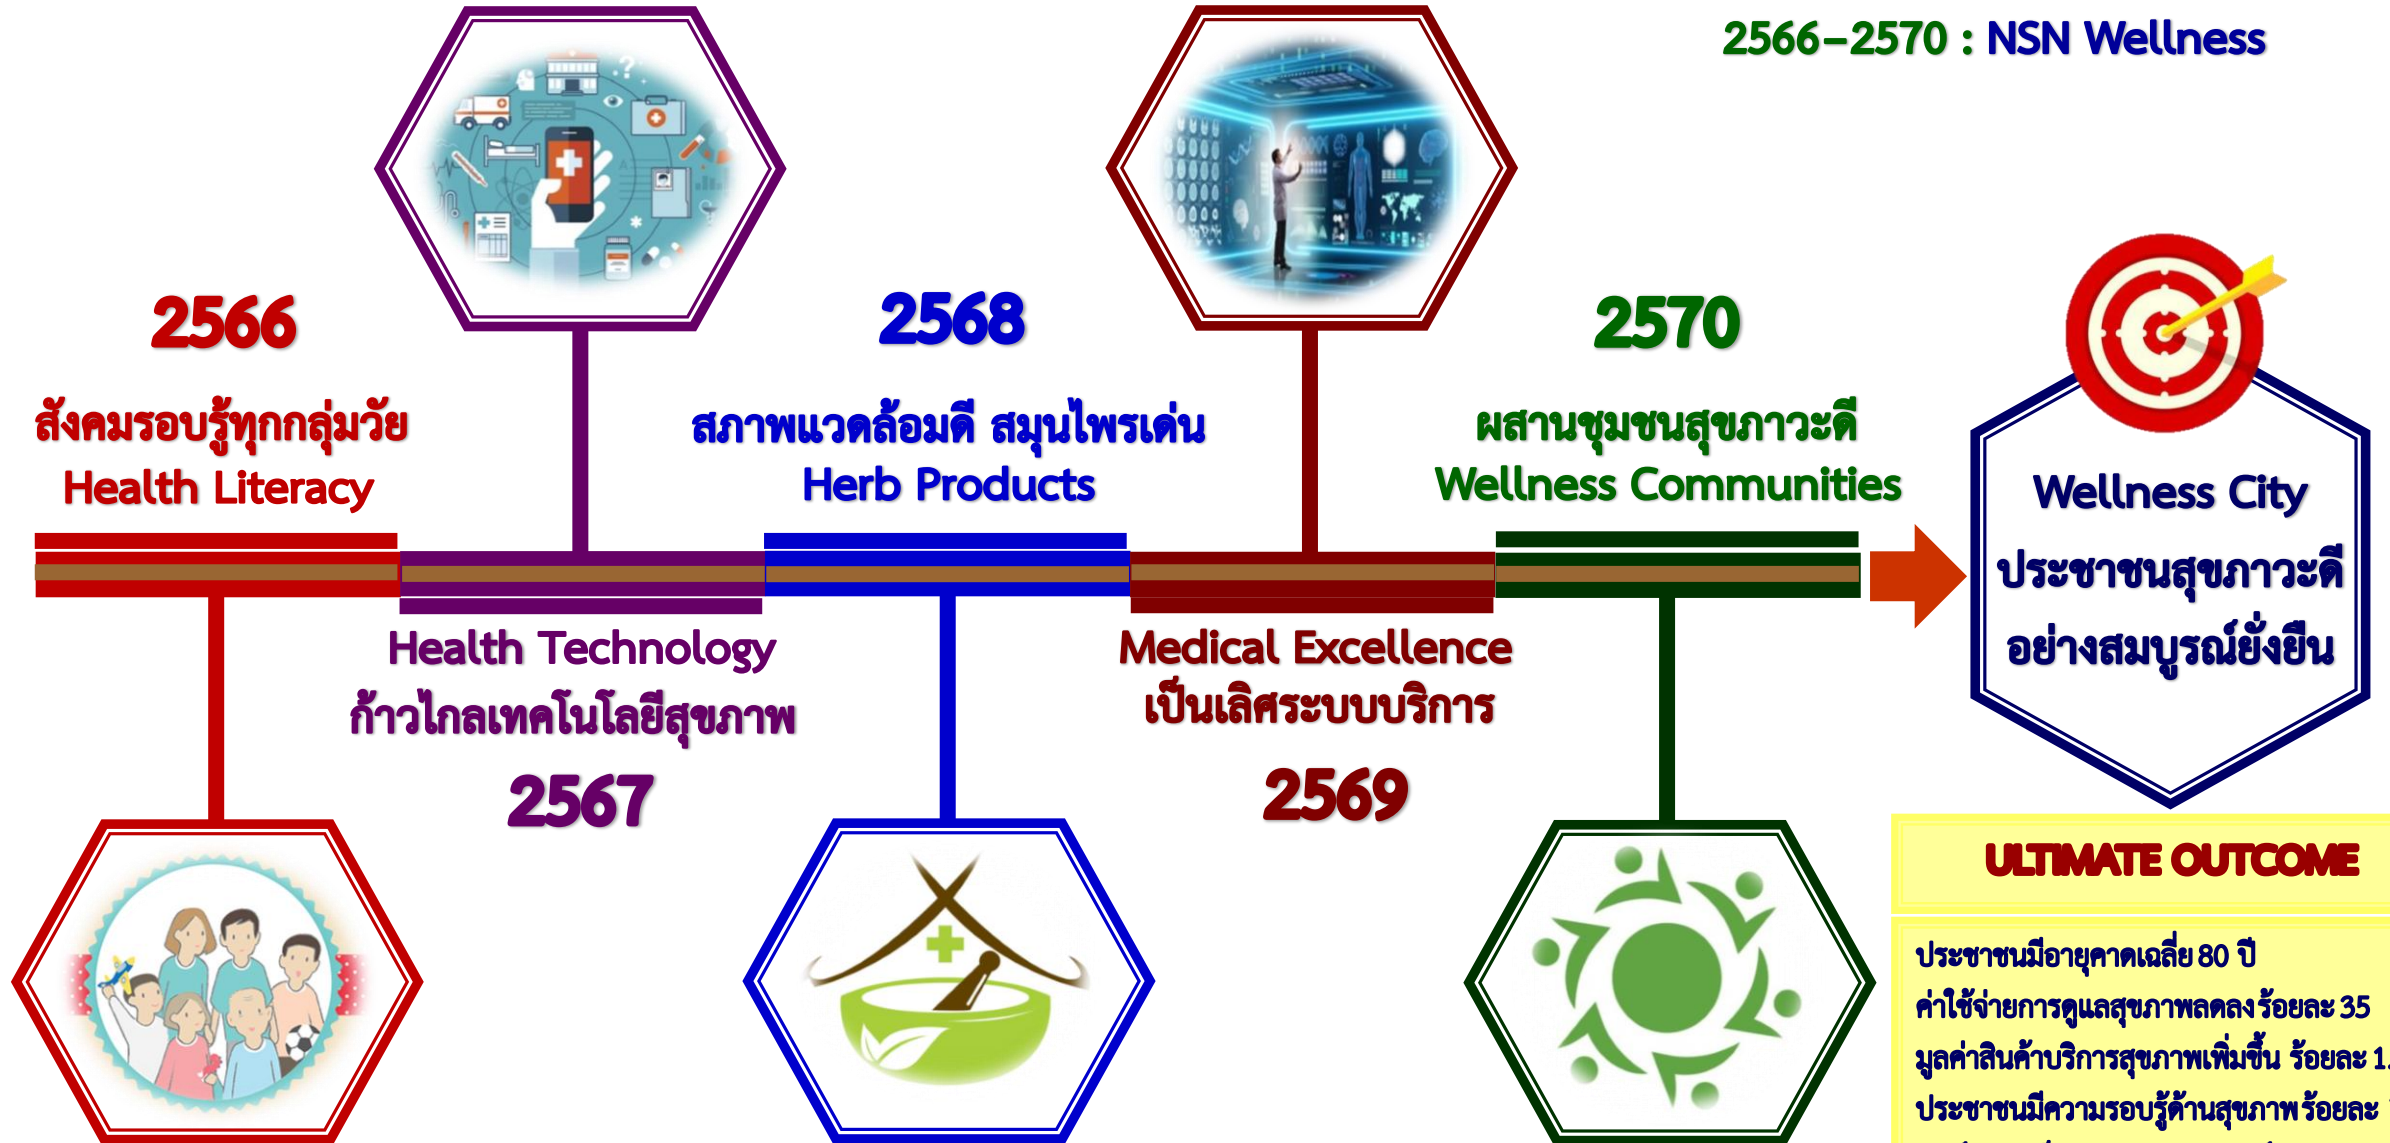 2566–2570 : NSN Wellness
2566
สังคมรอบรู้ทุกกลุ่มวัย
Health Literacy
Health Technology
ก้าวไกลเทคโนโลยีสุขภาพ
2567
2568
สภาพแวดล้อมดี สมุนไพรเด่น
Herb Products
Medical Excellence
เป็นเลิศระบบบริการ
2569
2570
ผสานชุมชนสุขภาวะดี
Wellness Communities
Wellness City
ประชาชนสุขภาวะดี
อย่างสมบูรณ์ยั่งยืน
ULTIMATE OUTCOME
ประชาชนมีอายุคาดเฉลี่ย 80 ปี
ค่าใช้จ่ายการดูแลสุขภาพลดลง ร้อยละ 35
มูลค่าสินค้าบริการสุขภาพเพิ่มขึ้น ร้อยละ
ประชาชนมีความรอบรู้ด้านสุขภาพ ร้อยละ